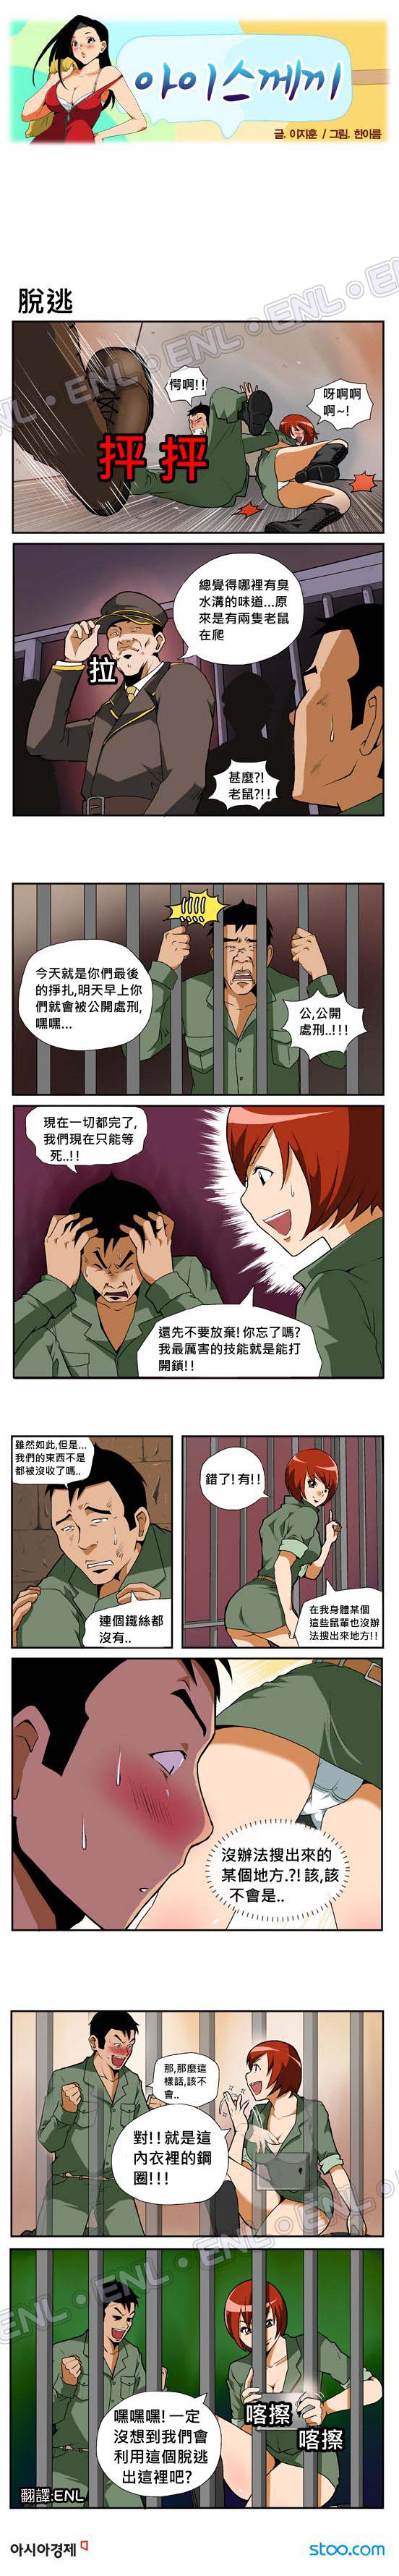 아이스께끼
글. 이지훈 / 그림. 한아름
脫逃
ENL • ENL • ENL • ENL
愕啊!!
呀啊啊
啊~!
抨 抨
總覺得哪裡有臭
水溝的味道...原
來是有兩隻老鼠
在爬
拉
甚麼?!
老鼠?!!
!!!!
今天就是你們最後
的掙扎,明天早上你
們就會被公開處刑,
嘿嘿...
公,公開
處刑..!!!
現在一切都完了,
我們現在只能等
死..!!
還先不要放棄! 你忘了嗎?
我最厲害的技能就是能打
開鎖!!
雖然如此,但是...
我們的東西不是
都被沒收了嗎..
連個鐵絲都
沒有..
錯了! 有!!
在我身體某個
這些鼠輩也沒辦
法搜出來地方!!
沒辦法搜出來的
某個地方.?! 該,該
不會是..
那,那麼這
樣話,該不
會..
對!! 就是這
內衣裡的鋼
圈!!!
ENL • ENL • ENL • ENL
嘿嘿嘿! 一定
沒想到我們會
利用這個脫逃
出這裡吧?
喀擦
喀擦
翻譯:ENL
아시아경제
stoo.com